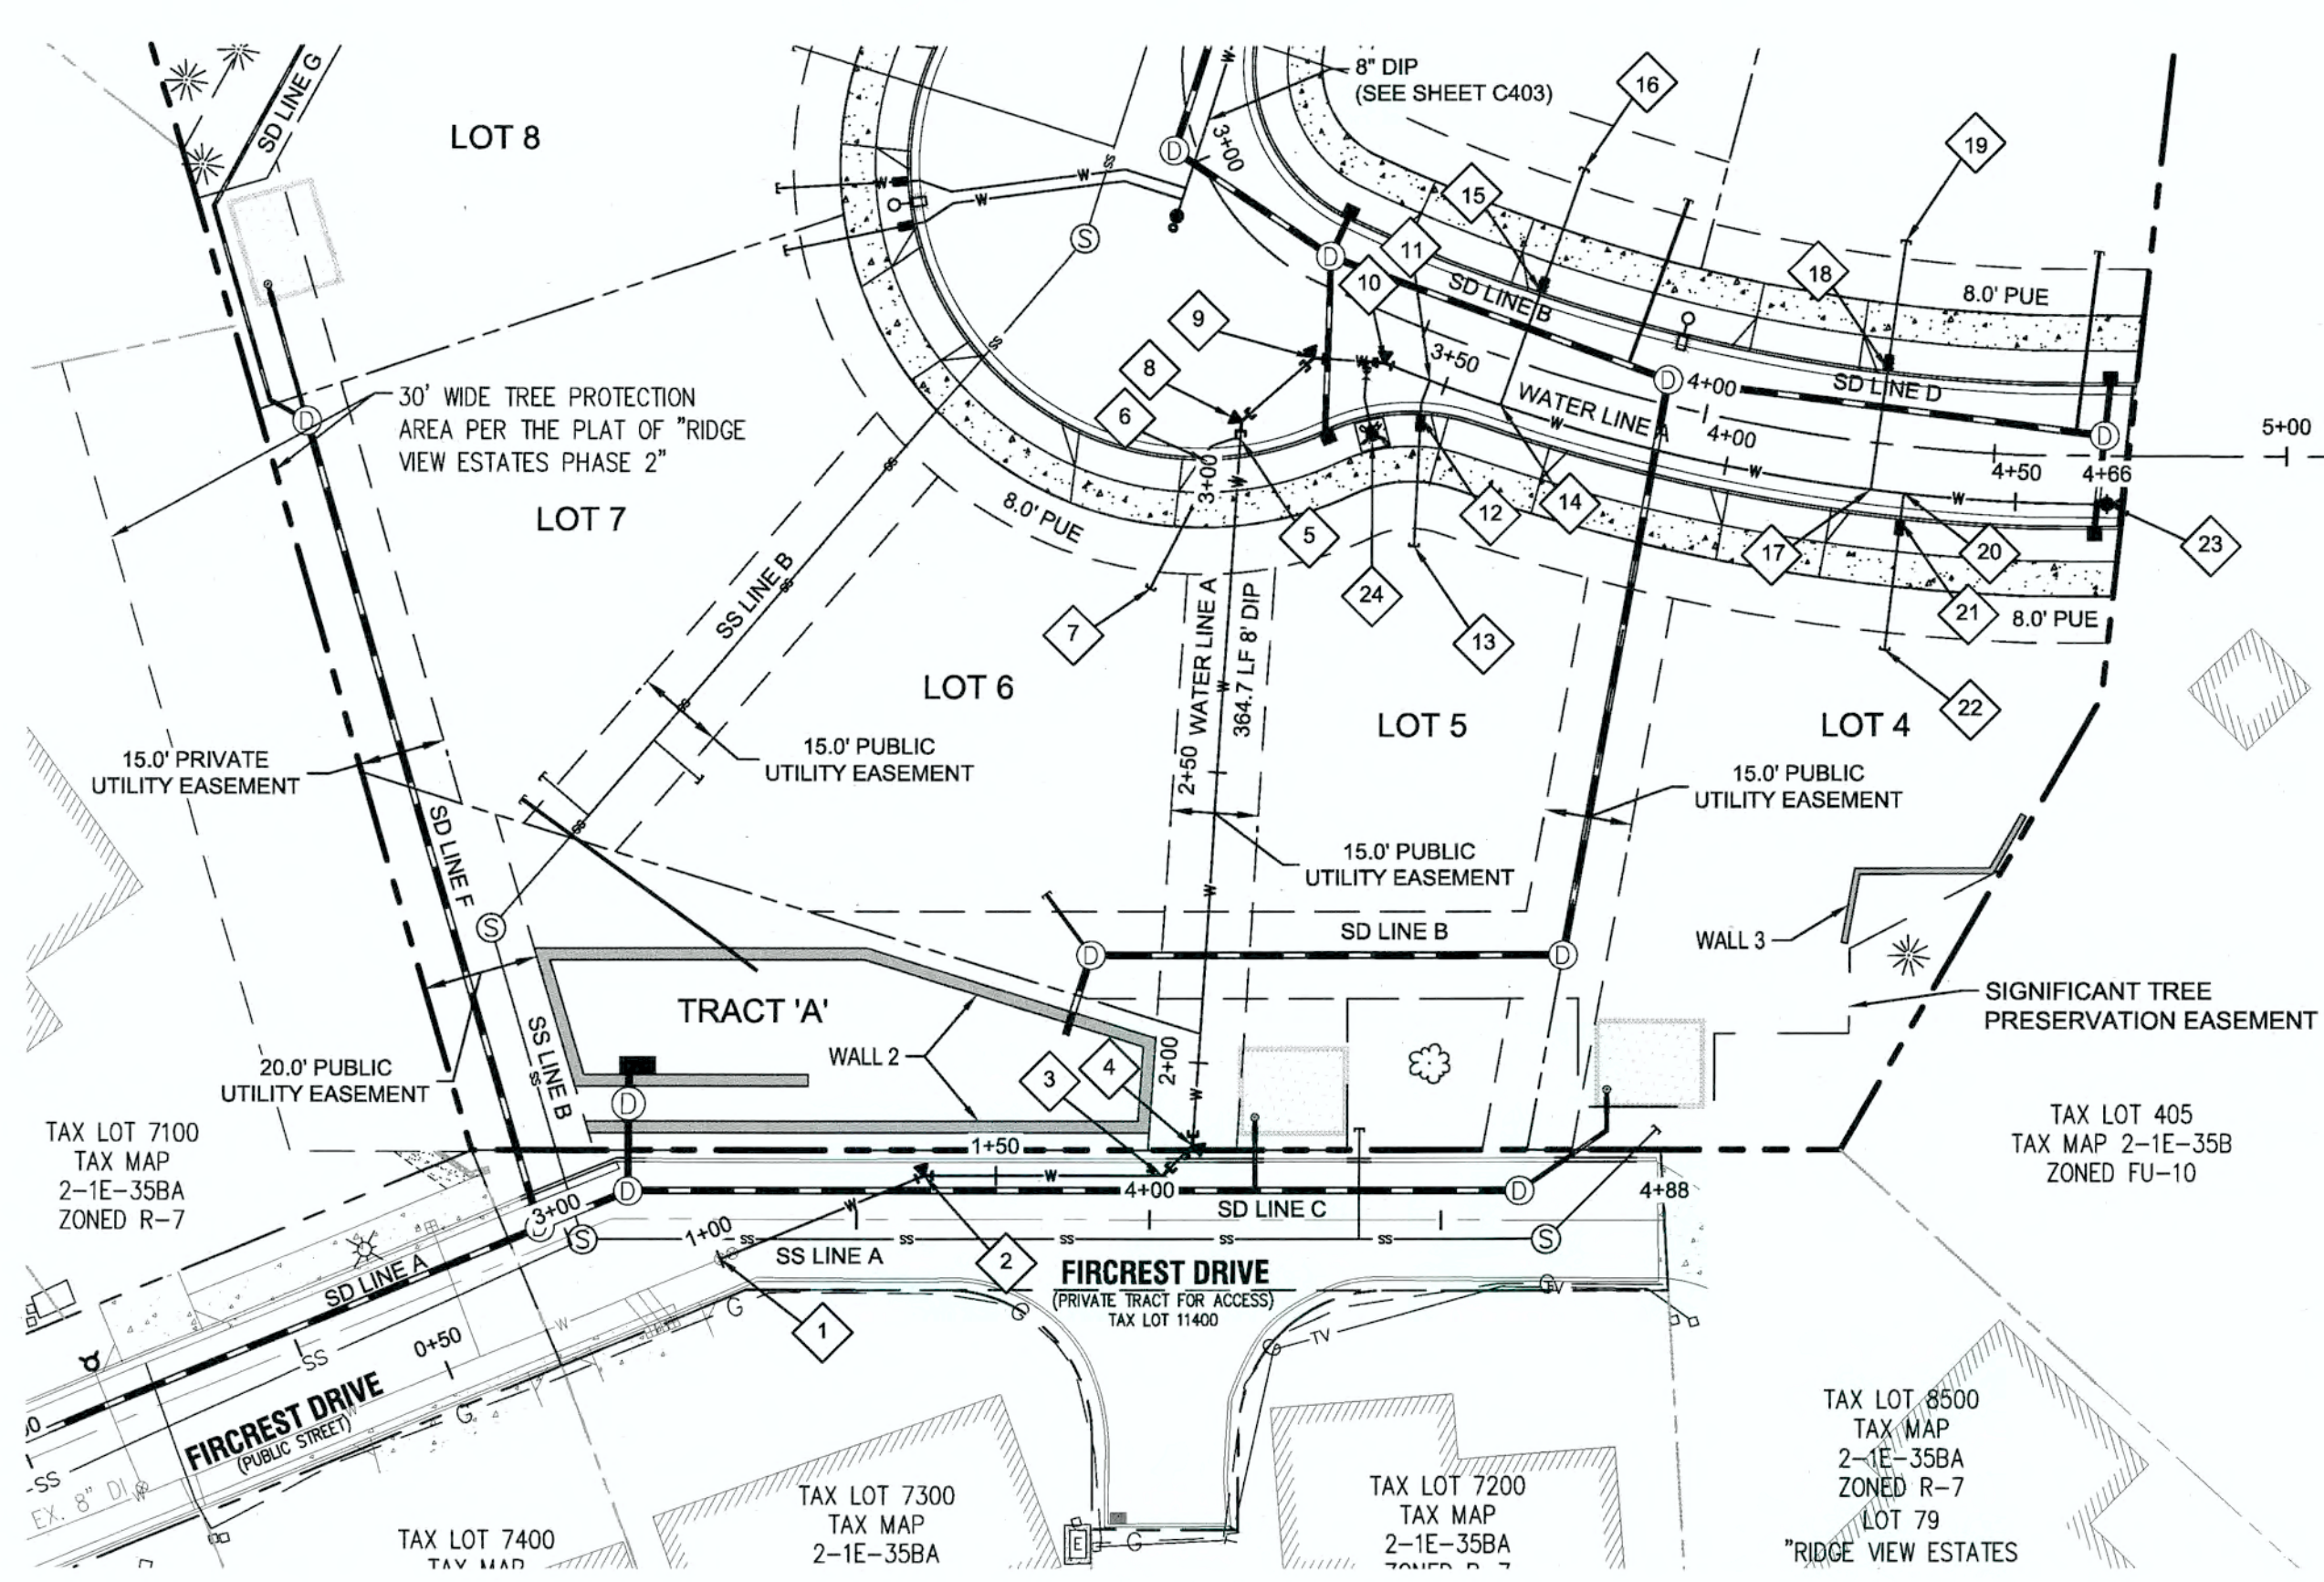 SD LINE G
LOT 8
8" DIP
(SEE SHEET C403)
3+00
16
19
15
11
18
10
9
8
6
SD LINE B
8.0' PUE
3+50
WATER LINE A
4+00
SD LINE D
4+00
4+50
4+66
5+00
30' WIDE TREE PROTECTION
AREA PER THE PLAT OF "RIDGE
VIEW ESTATES PHASE 2"
LOT 7
8.0' PUE
3+00
5
12
14
17
20
23
24
7
13
21
22
8.0' PUE
SS LINE B
LOT 6
2+50
WATER LINE A
364.7 LF 8' DIP
LOT 5
LOT 4
15.0' PRIVATE
UTILITY EASEMENT
15.0' PUBLIC
UTILITY EASEMENT
15.0' PUBLIC
UTILITY EASEMENT
15.0' PUBLIC
UTILITY EASEMENT
SD LINE F
SD LINE B
WALL 3
SIGNIFICANT TREE
PRESERVATION EASEMENT
TRACT 'A'
WALL 2
2+00
3
4
SS LINE B
20.0' PUBLIC
UTILITY EASEMENT
TAX LOT 7100
TAX MAP
2-1E-35BA
ZONED R-7
TAX LOT 405
TAX MAP 2-1E-35B
ZONED FU-10
1+50
4+00
4+88
3+00
SD LINE C
1+00
SS LINE A
2
1
FIRCREST DRIVE
(PRIVATE TRACT FOR ACCESS)
TAX LOT 11400
SD LINE A
0+50
FIRCREST DRIVE
(PUBLIC STREET)
EX. 8" DI
TV
TV
TAX LOT 7400
TAX MAP
TAX LOT 7300
TAX MAP
2-1E-35BA
TAX LOT 7200
TAX MAP
2-1E-35BA
ZONED R-7
TAX LOT 8500
TAX MAP
2-1E-35BA
ZONED R-7
LOT 79
"RIDGE VIEW ESTATES